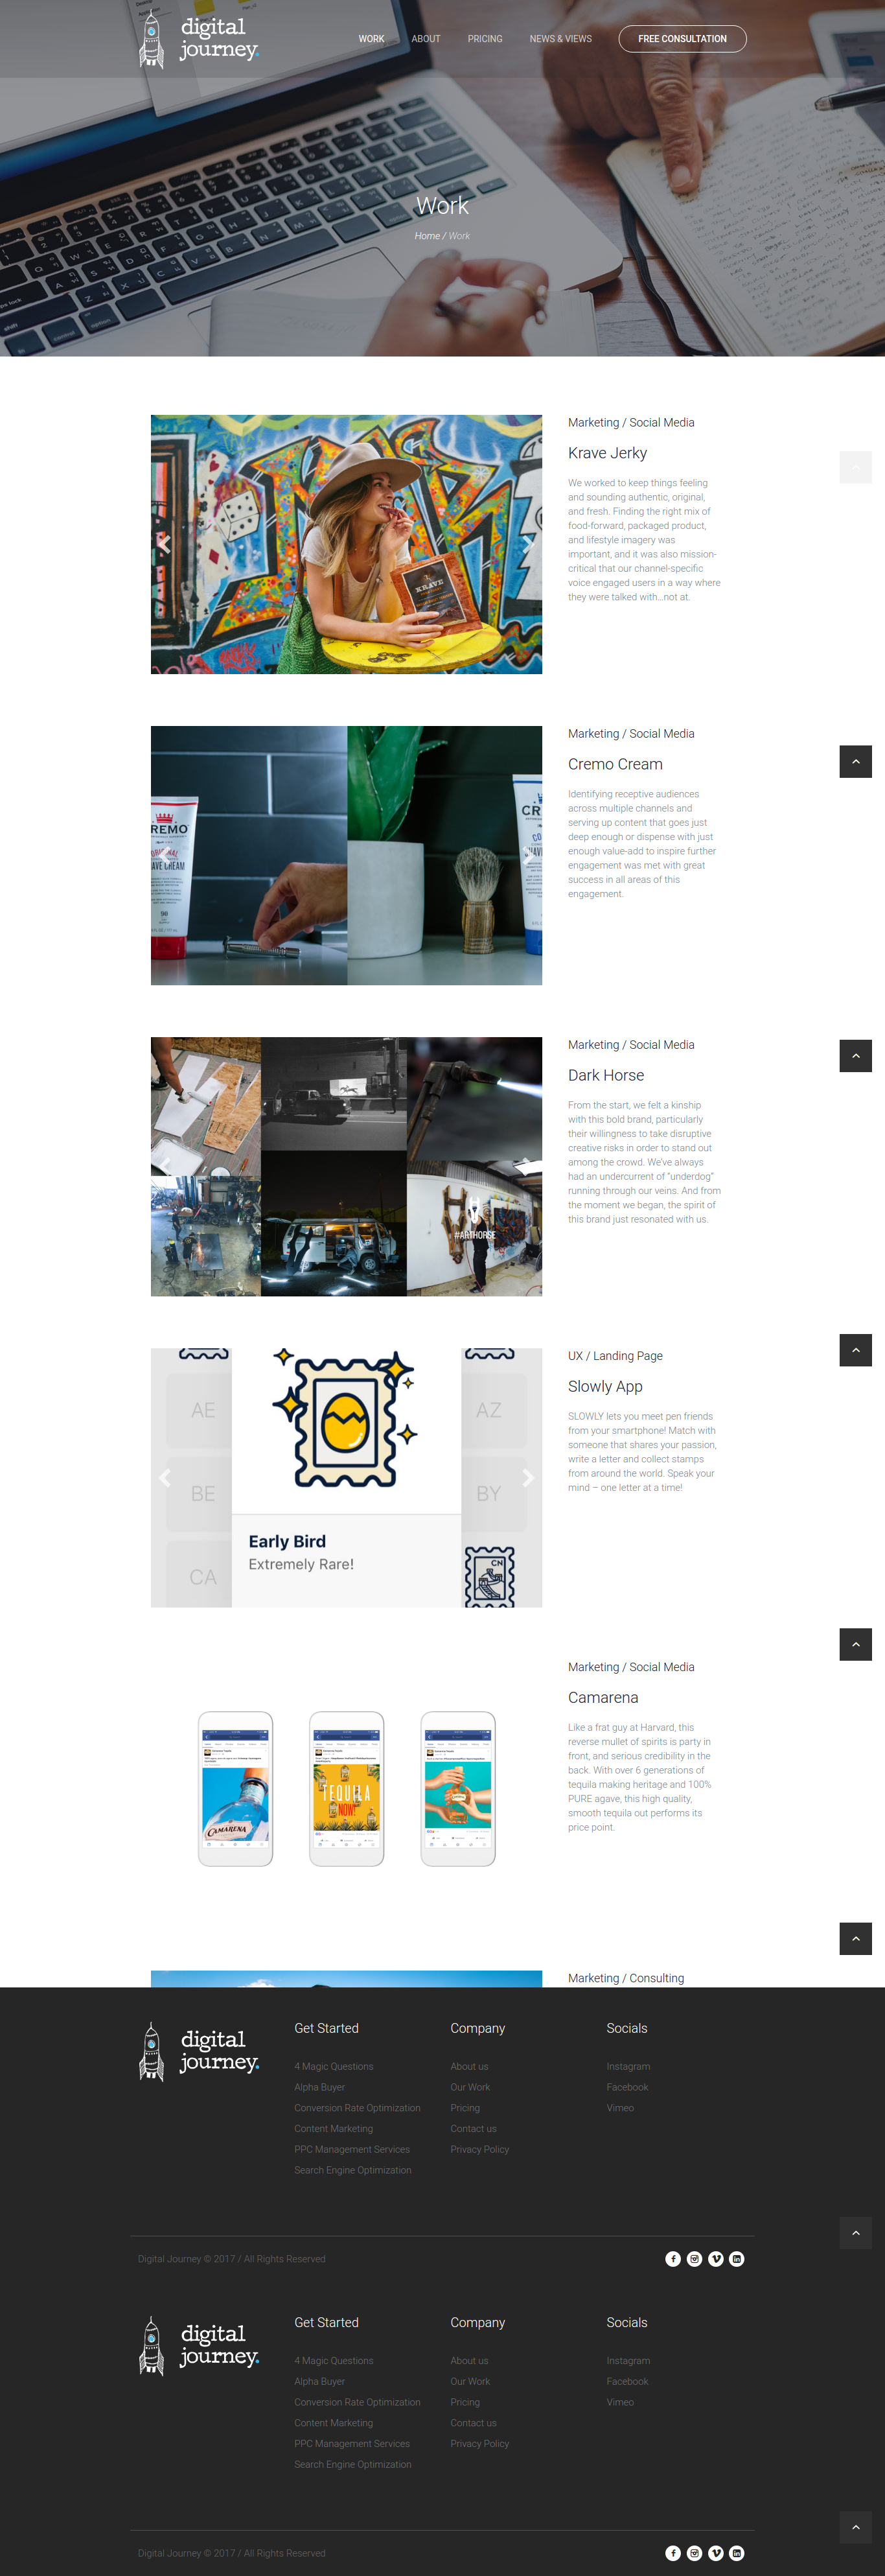 digital
journey.
WORK ABOUT PRICING NEWS & VIEWS FREE CONSULTATION
Work
Home / Work
Marketing / Social Media
Krave Jerky
We worked to keep things feeling
and sounding authentic, original,
and fresh. Finding the right mix of
food-forward, packaged product,
and lifestyle imagery was
important, and it was also mission-
critical that our channel-specific
voice engaged users in a way where
they were talked with...not at.
KRAVE
Marketing / Social Media
Cremo Cream
Identifying receptive audiences
across multiple channels and
serving up content that goes just
deep enough or dispense with just
enough value-add to inspire further
engagement was met with great
success in all areas of this
engagement.
REMO
ORIGINAL
AVE CREAM
CR
Marketing / Social Media
Dark Horse
From the start, we felt a kinship
with this bold brand, particularly
their willingness to take disruptive
creative risks in order to stand out
among the crowd. We've always
had an undercurrent of "underdog"
running through our veins. And from
the moment we began, the spirit of
this brand just resonated with us.
#ARTHORSE
UX / Landing Page
Slowly App
SLOWLY lets you meet pen friends
from your smartphone! Match with
someone that shares your passion,
write a letter and collect stamps
from around the world. Speak your
mind – one letter at a time!
AE AZ
BE BY
Early Bird
Extremely Rare!
CA CN
Marketing / Social Media
Camarena
Like a frat guy at Harvard, this
reverse mullet of spirits is party in
front, and serious credibility in the
back. With over 6 generations of
tequila making heritage and 100%
PURE agave, this high quality,
smooth tequila out performs its
price point.
CAMARENA
TEQUILA
NOW!
Marketing / Consulting
digital
journey.
Get Started
4 Magic Questions
Alpha Buyer
Conversion Rate Optimization
Content Marketing
PPC Management Services
Search Engine Optimization
Company
About us
Our Work
Pricing
Contact us
Privacy Policy
Socials
Instagram
Facebook
Vimeo
Digital Journey © 2017 / All Rights Reserved
digital
journey.
Get Started
4 Magic Questions
Alpha Buyer
Conversion Rate Optimization
Content Marketing
PPC Management Services
Search Engine Optimization
Company
About us
Our Work
Pricing
Contact us
Privacy Policy
Socials
Instagram
Facebook
Vimeo
Digital Journey © 2017 / All Rights Reserved